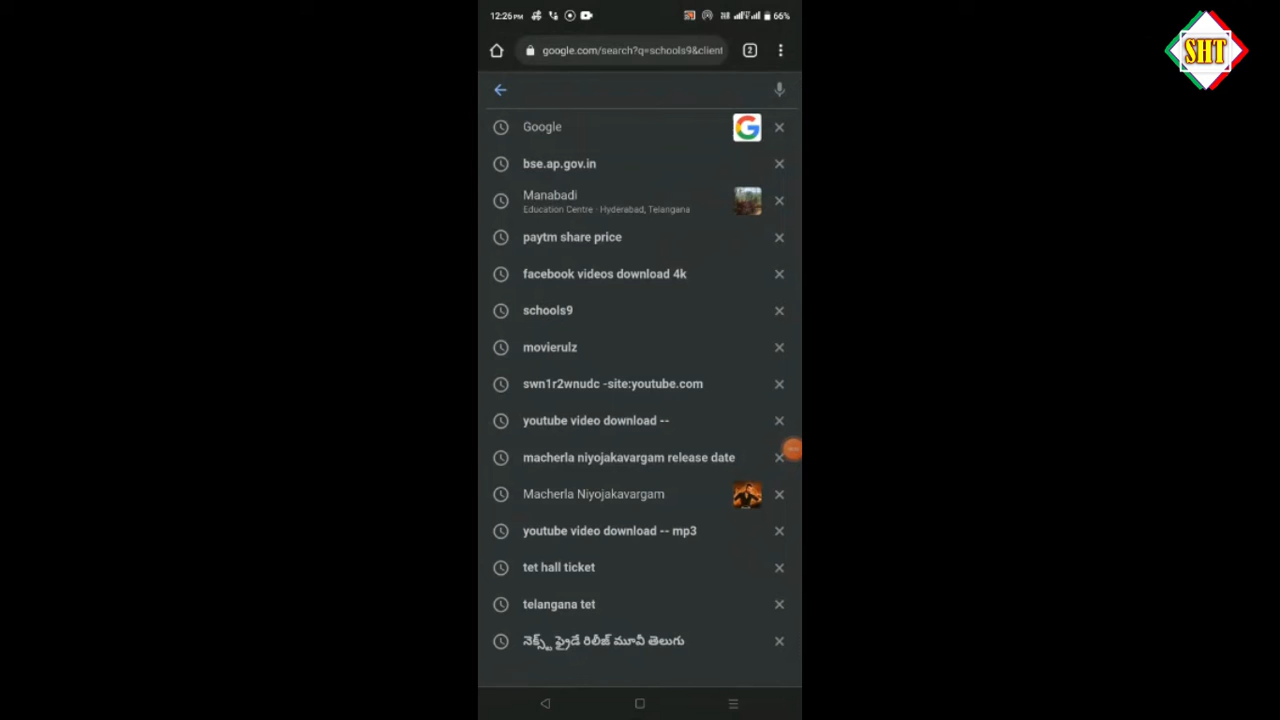 12:26 PM
66%
SHT
google.com/search?q=schools9&client
2
Google
bse.ap.gov.in
Manabadi
Education Centre · Hyderabad, Telangana
paytm share price
facebook videos download 4k
schools9
movierulz
swn1r2wnudc -site:youtube.com
youtube video download --
macherla niyojakavargam release date
Macherla Niyojakavargam
youtube video download -- mp3
tet hall ticket
telangana tet
నెక్స్ట్ ఫ్రైడే రిలీజ్ మూవీ తెలుగు